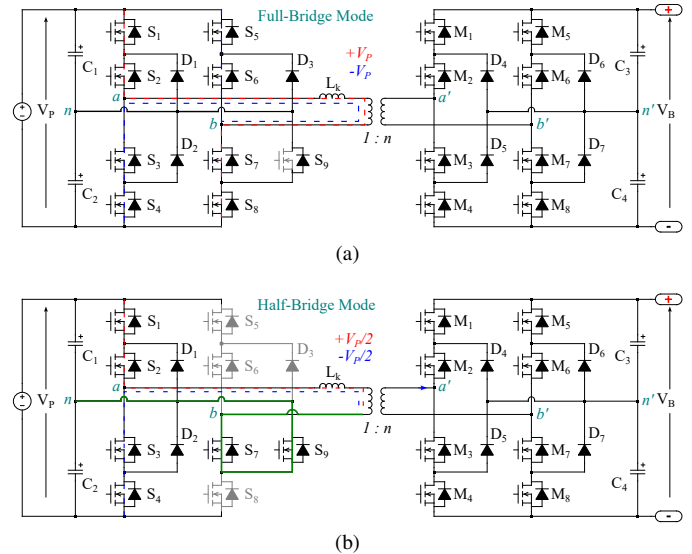 Full-Bridge Mode
+
S1 S5 M1 M5
C1 S2 D1 S6 D3 +VP -VP Lk M2 D4 M6 D6 C3
a a'
VP n n' VB
b 1 : n b'
C2 S3 D2 S7 S9 M3 D5 M7 D7 C4
S4 S8 M4 M8
-
(a)
Half-Bridge Mode
+
S1 S5 M1 M5
C1 S2 D1 S6 D3 +VP/2 -VP/2 Lk M2 D4 M6 D6 C3
a a'
VP n n' VB
b 1 : n b'
C2 S3 D2 S7 S9 M3 D5 M7 D7 C4
S4 S8 M4 M8
-
(b)